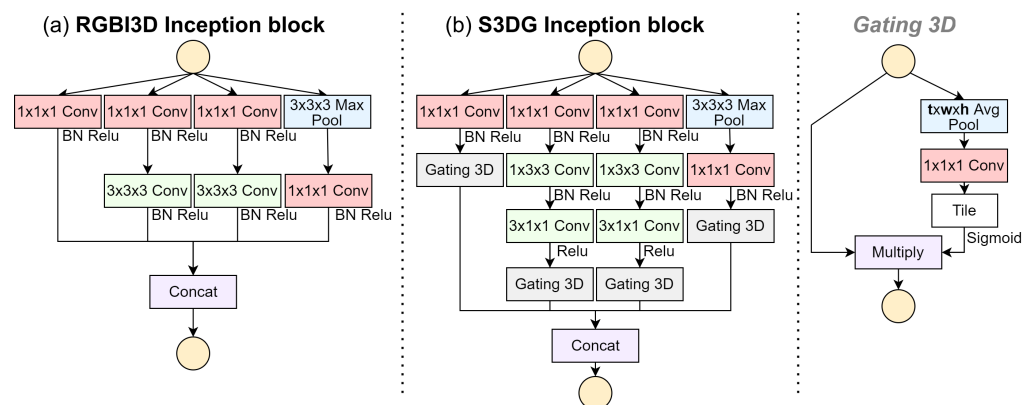 (a) RGBI3D Inception block
1x1x1 Conv
1x1x1 Conv
1x1x1 Conv
3x3x3 Max
Pool
BN Relu
BN Relu
BN Relu
3x3x3 Conv
3x3x3 Conv
1x1x1 Conv
BN Relu
BN Relu
BN Relu
Concat
(b) S3DG Inception block
1x1x1 Conv
1x1x1 Conv
1x1x1 Conv
3x3x3 Max
Pool
BN Relu
BN Relu
BN Relu
Gating 3D
1x3x3 Conv
1x3x3 Conv
1x1x1 Conv
BN Relu
BN Relu
BN Relu
3x1x1 Conv
3x1x1 Conv
Gating 3D
Relu
Relu
Gating 3D
Gating 3D
Concat
Gating 3D
txwxh Avg
Pool
1x1x1 Conv
Tile
Sigmoid
Multiply